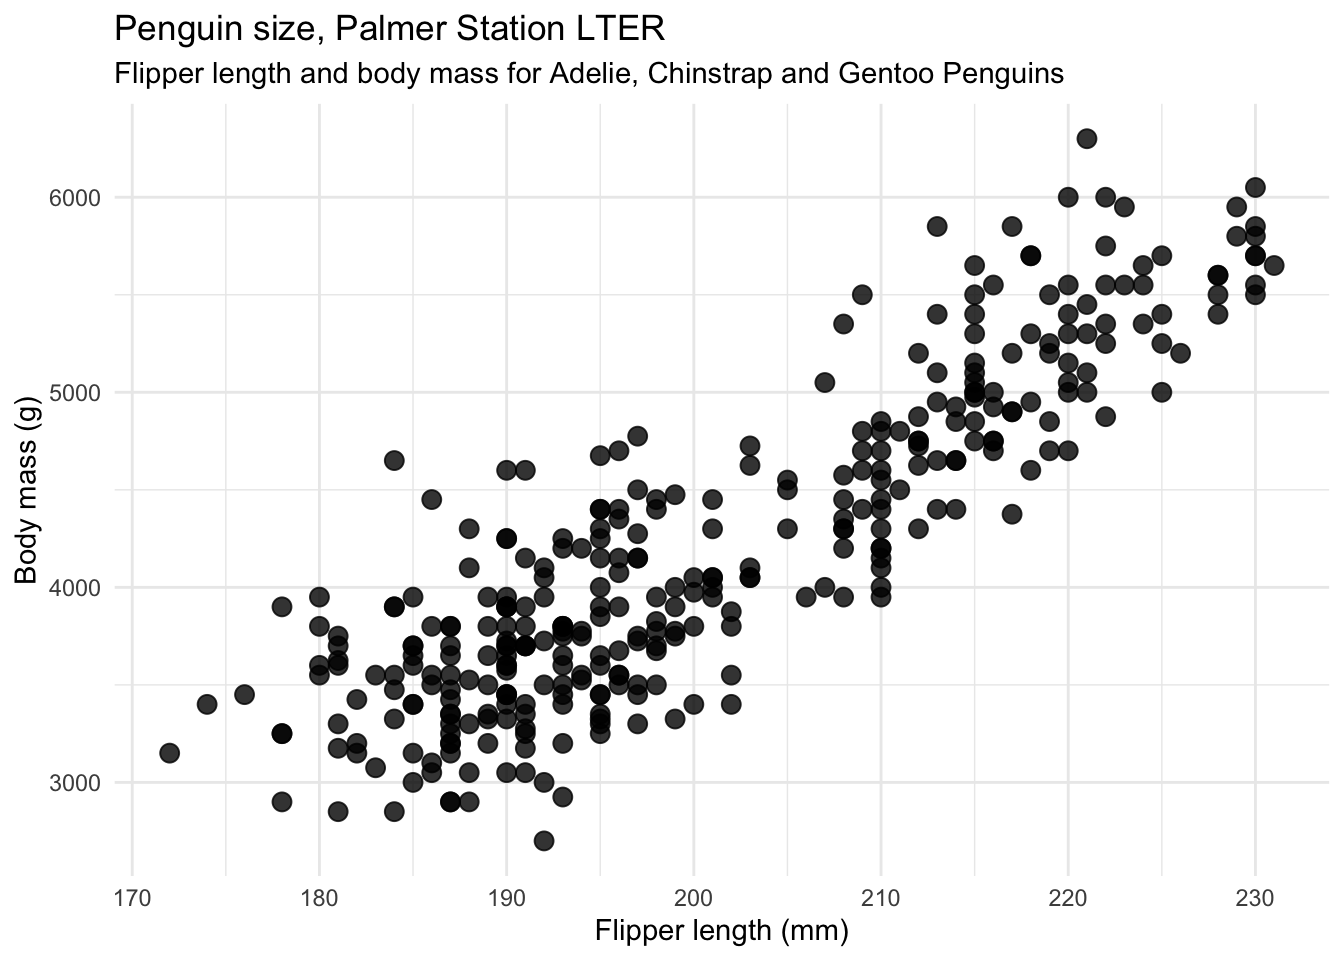 Penguin size, Palmer Station LTER
Flipper length and body mass for Adelie, Chinstrap and Gentoo Penguins
Body mass (g)
6000
5000
4000
3000
170 180 190 200 210 220 230
Flipper length (mm)